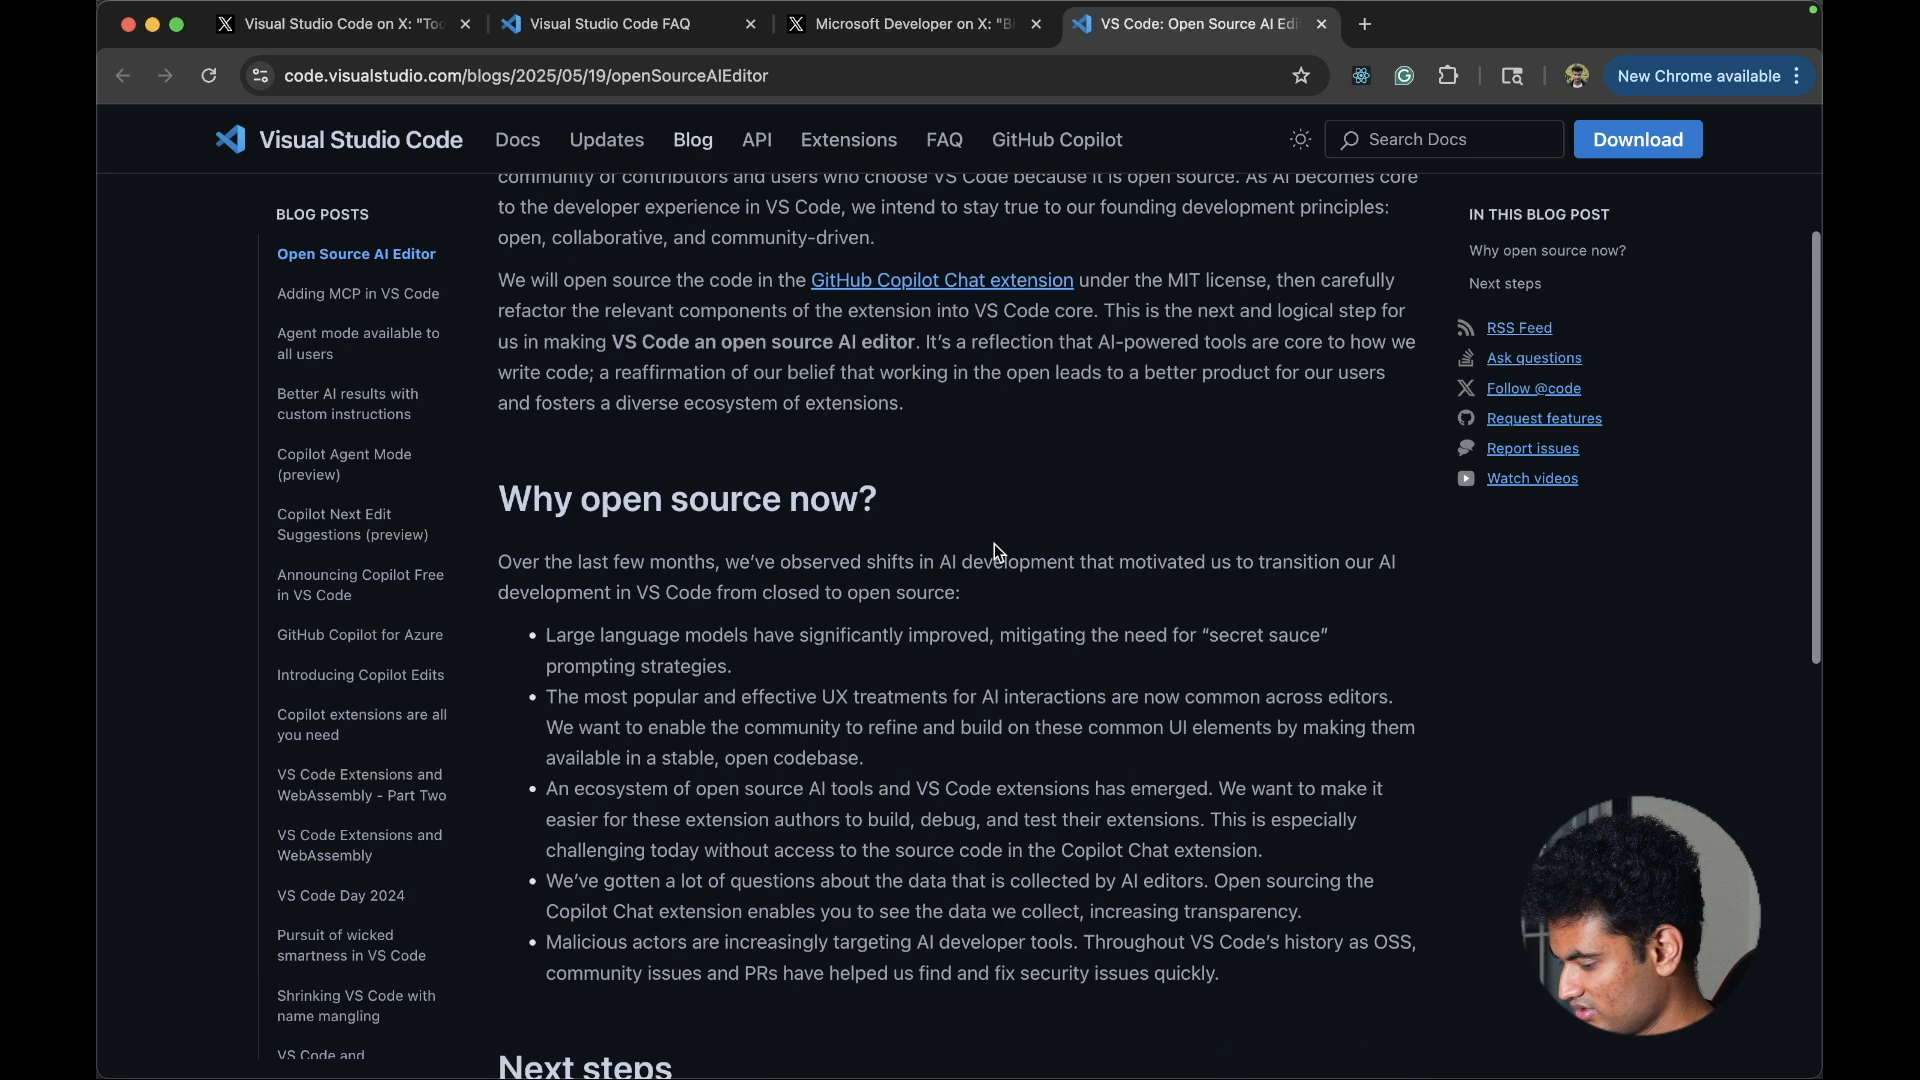 Visual Studio Code on X: "Too
Visual Studio Code FAQ
Microsoft Developer on X: "B
VS Code: Open Source AI Edi
code.visualstudio.com/blogs/2025/05/19/openSourceAIEditor
New Chrome available
Visual Studio Code
Docs
Updates
Blog
API
Extensions
FAQ
GitHub Copilot
Search Docs
Download
BLOG POSTS
Open Source AI Editor
Adding MCP in VS Code
Agent mode available to
all users
Better AI results with
custom instructions
Copilot Agent Mode
(preview)
Copilot Next Edit
Suggestions (preview)
Announcing Copilot Free
in VS Code
GitHub Copilot for Azure
Introducing Copilot Edits
Copilot extensions are all
you need
VS Code Extensions and
WebAssembly - Part Two
VS Code Extensions and
WebAssembly
VS Code Day 2024
Pursuit of wicked
smartness in VS Code
Shrinking VS Code with
name mangling
VS Code and
community of contributors and users who choose VS Code because it is open source. As AI becomes core
to the developer experience in VS Code, we intend to stay true to our founding development principles:
open, collaborative, and community-driven.
We will open source the code in the GitHub Copilot Chat extension under the MIT license, then carefully
refactor the relevant components of the extension into VS Code core. This is the next and logical step for
us in making VS Code an open source AI editor. It's a reflection that AI-powered tools are core to how we
write code; a reaffirmation of our belief that working in the open leads to a better product for our users
and fosters a diverse ecosystem of extensions.
Why open source now?
Over the last few months, we've observed shifts in AI development that motivated us to transition our AI
development in VS Code from closed to open source:
• Large language models have significantly improved, mitigating the need for “secret sauce”
prompting strategies.
• The most popular and effective UX treatments for AI interactions are now common across editors.
We want to enable the community to refine and build on these common UI elements by making them
available in a stable, open codebase.
• An ecosystem of open source AI tools and VS Code extensions has emerged. We want to make it
easier for these extension authors to build, debug, and test their extensions. This is especially
challenging today without access to the source code in the Copilot Chat extension.
• We've gotten a lot of questions about the data that is collected by AI editors. Open sourcing the
Copilot Chat extension enables you to see the data we collect, increasing transparency.
• Malicious actors are increasingly targeting AI developer tools. Throughout VS Code's history as OSS,
community issues and PRs have helped us find and fix security issues quickly.
Next steps
IN THIS BLOG POST
Why open source now?
Next steps
RSS Feed
Ask questions
Follow @code
Request features
Report issues
Watch videos